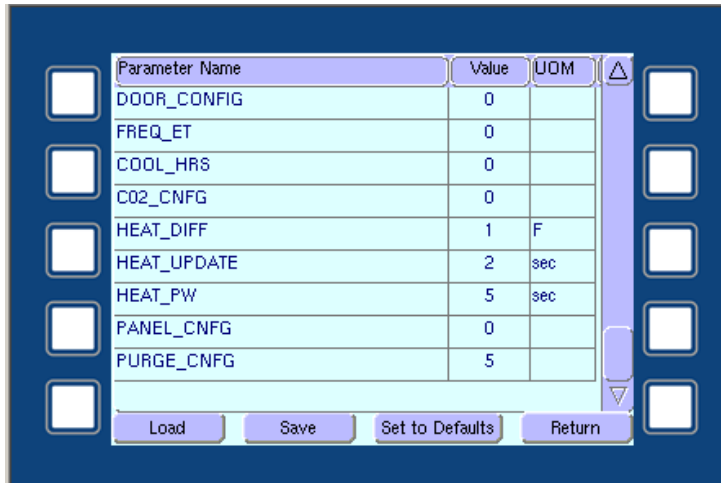 Parameter Name Value UOM
DOOR_CONFIG 0
FREQ_ET 0
COOL_HRS 0
CO2_CNFG 0
HEAT_DIFF 1 F
HEAT_UPDATE 2 sec
HEAT_PW 5 sec
PANEL_CNFG 0
PURGE_CNFG 5
Load Save Set to Defaults Return